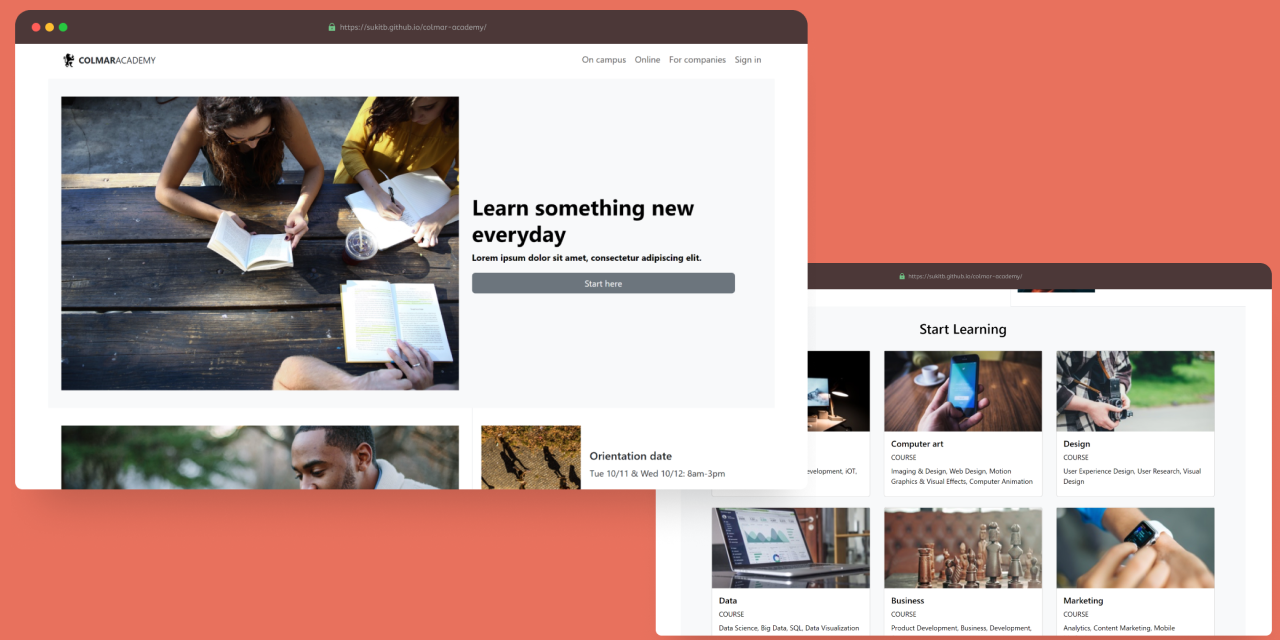 https://sukitb.github.io/colmar-academy/
COLMARACADEMY
On campus Online For companies Sign in
Learn something new
everyday
Lorem ipsum dolor sit amet, consectetur adipiscing elit.
Start here
Orientation date
Tue 10/11 & Wed 10/12: 8am-3pm
https://sukitb.github.io/colmar-academy/
Start Learning
evelopment, iOT,
Computer art
COURSE
Imaging & Design, Web Design, Motion
Graphics & Visual Effects, Computer Animation
Design
COURSE
User Experience Design, User Research, Visual
Design
Data
COURSE
Data Science, Big Data, SQL, Data Visualization
Business
COURSE
Product Development, Business, Development,
Marketing
COURSE
Analytics, Content Marketing, Mobile